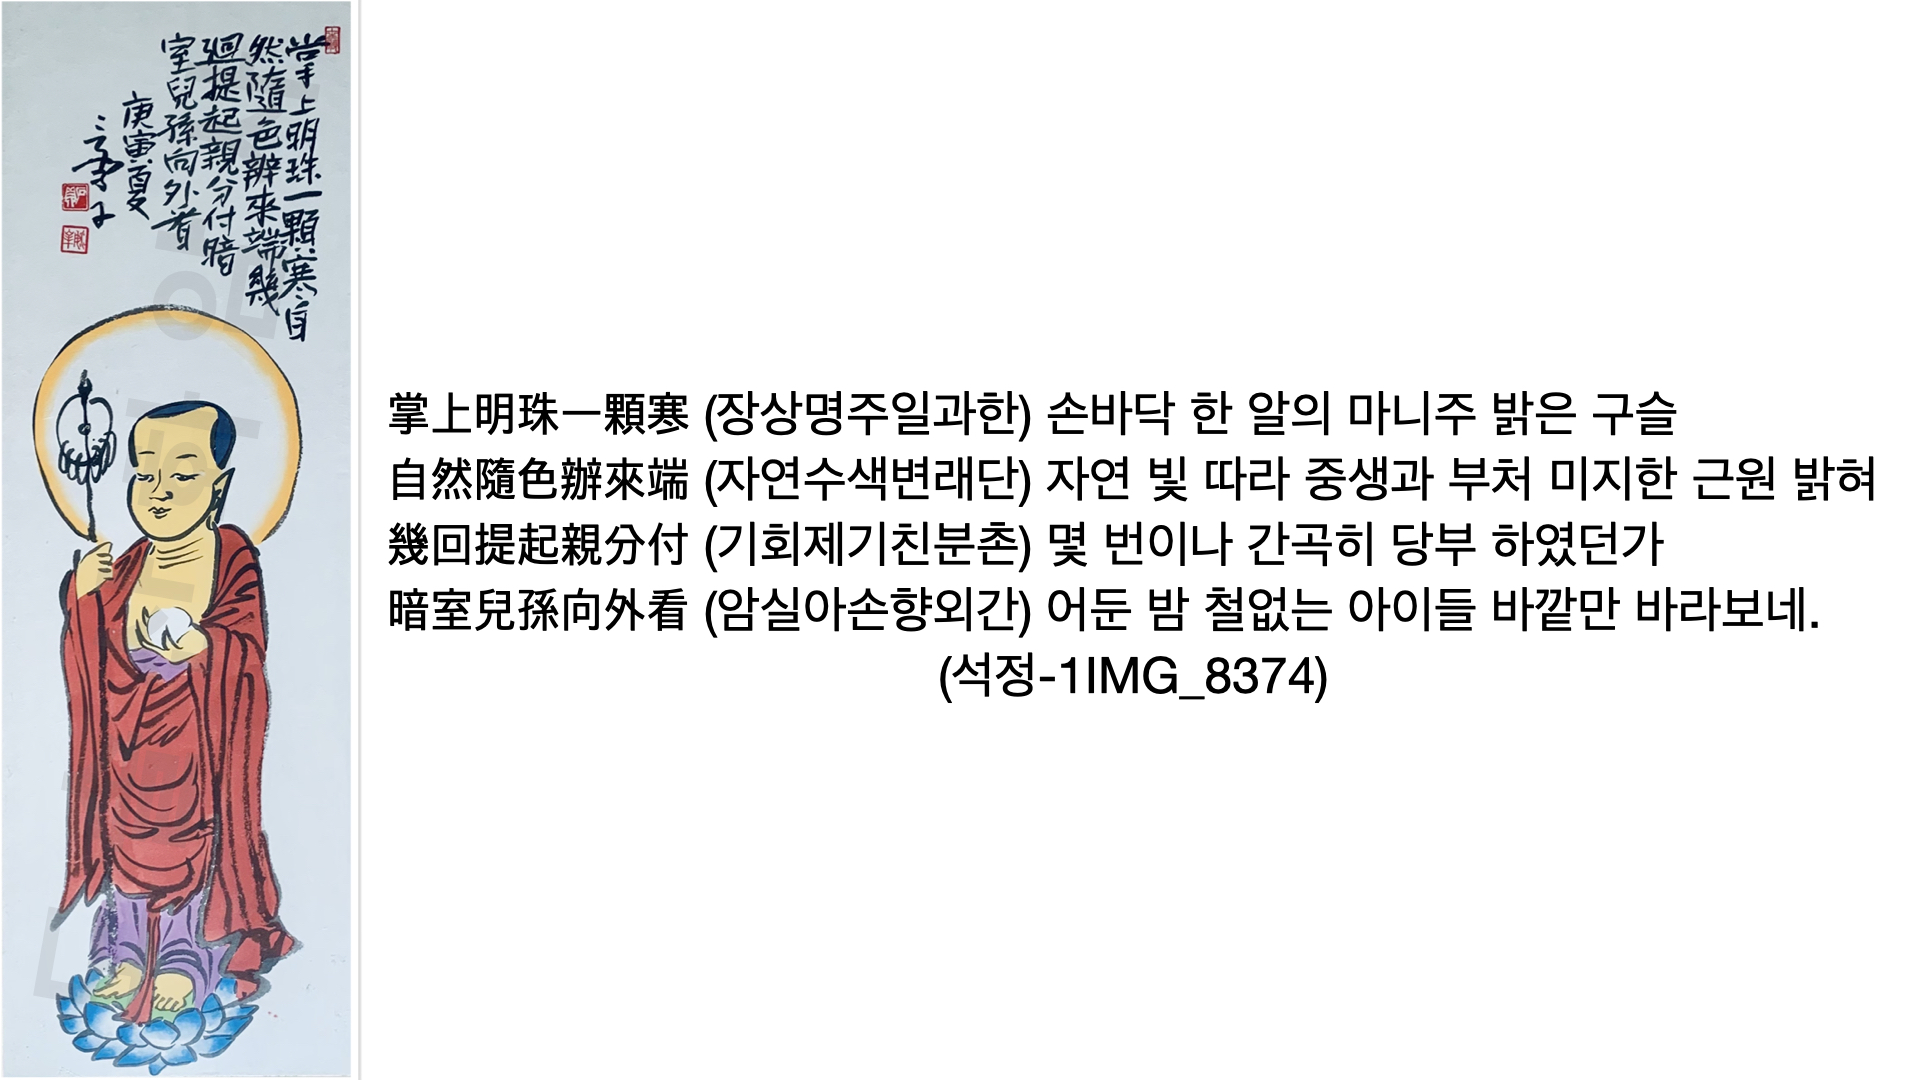 掌上明珠一顆寒自
然隨色辨來端幾
廻提起親分付暗
室兒孫向外看
庚寅夏
掌上明珠一顆寒 (장상명주일과한) 손바닥 한 알의 마니주 밝은 구슬
自然隨色辦來端 (자연수색변래단) 자연 빛 따라 중생과 부처 미지한 근원 밝혀
幾回提起親分付 (기회제기친분촌) 몇 번이나 간곡히 당부 하였던가
暗室兒孫向外看 (암실아손향외간) 어둔 밤 철없는 아이들 바깥만 바라보네.
(석정-1IMG_8374)